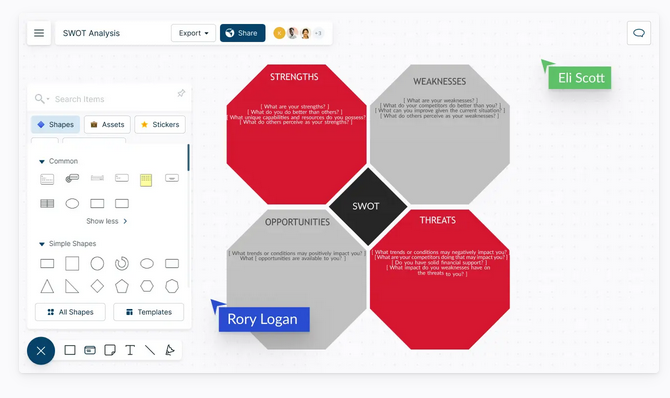 SWOT Analysis
Export
Share
+3
Eli Scott
Search Items
Shapes
Assets
Stickers
Common
Show less
Simple Shapes
All Shapes
Templates
T
STRENGTHS
[ What are your strengths? ]
[ What do you do better than others? ]
[ What unique capabilities and resources do you possess?
[ What do others perceive as your strengths? ]
WEAKNESSES
[ What are your weaknesses? ]
[ What do your competitors do better than you? ]
[ What can you improve given the current situation? ]
[ What do others perceive as your weaknesses? ]
SWOT
OPPORTUNITIES
[ What trends or conditions may positively impact you? ]
[ What [ opportunities are available to you? ]
THREATS
[ What trends or conditions may negatively impact you?
[ What are your competitors doing that may impact you? ]
[ Do you have solid financial support? ]
[ What impact do you weaknesses have on
the threats to you? ]
Rory Logan